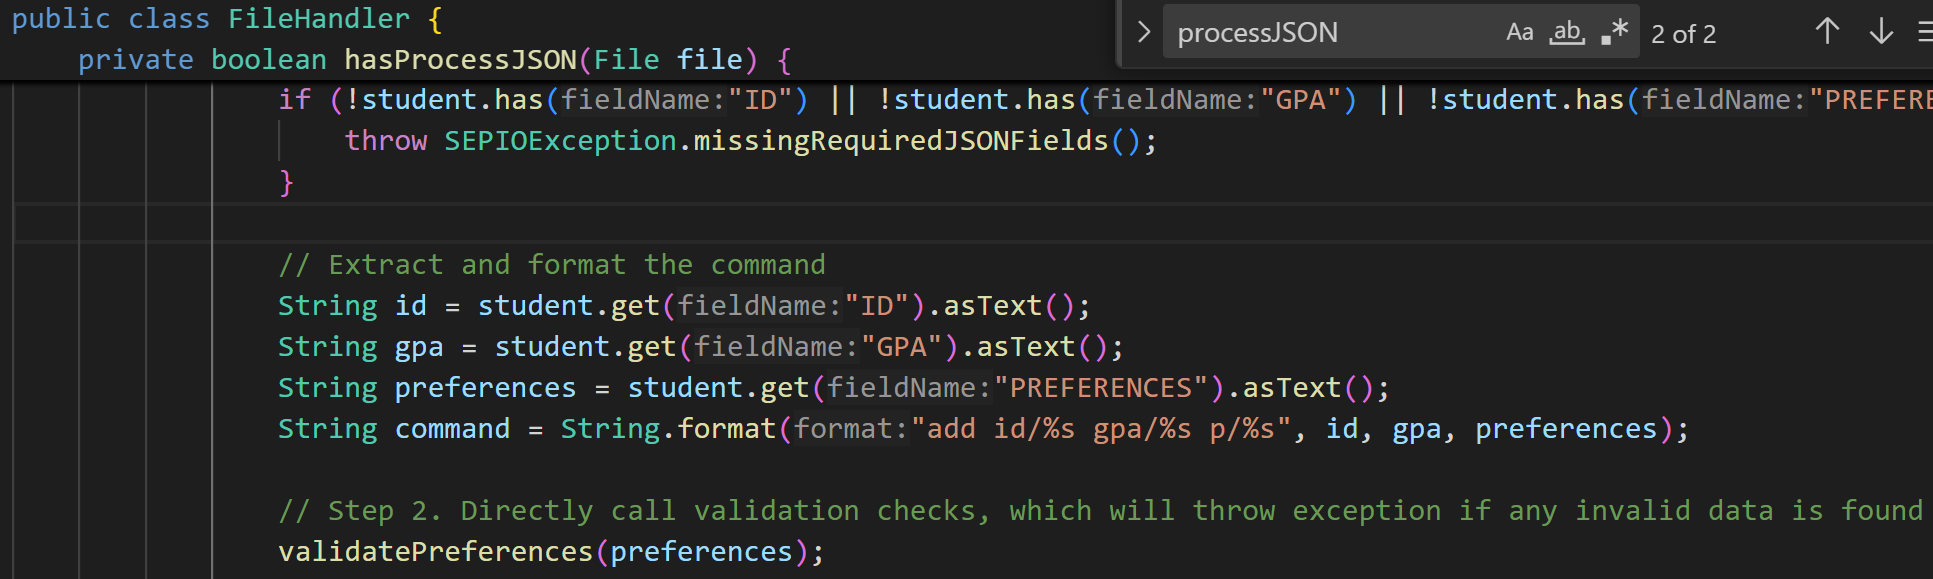 public class FileHandler {
processJSON Aa ab .* 2 of 2
private boolean hasProcessJSON(File file) {
if (!student.has(fieldName:"ID") || !student.has(fieldName:"GPA") || !student.has(fieldName:"PREFERE
throw SEPIOException.missingRequiredJSONFields();
}
// Extract and format the command
String id = student.get(fieldName:"ID").asText();
String gpa = student.get(fieldName:"GPA").asText();
String preferences = student.get(fieldName:"PREFERENCES").asText();
String command = String.format(format:"add id/%s gpa/%s p/%s", id, gpa, preferences);
// Step 2. Directly call validation checks, which will throw exception if any invalid data is found
validatePreferences(preferences);